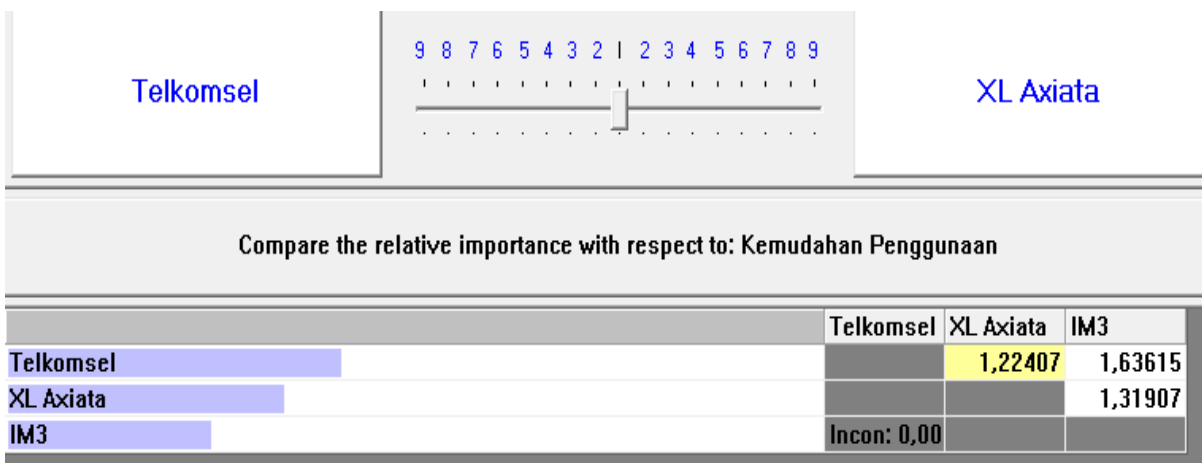 9 8 7 6 5 4 3 2 1 2 3 4 5 6 7 8 9
Telkomsel XL Axiata
Compare the relative importance with respect to: Kemudahan Penggunaan
Telkomsel XL Axiata IM3
Telkomsel 1,22407 1,63615
XL Axiata 1,31907
IM3 Incon: 0,00